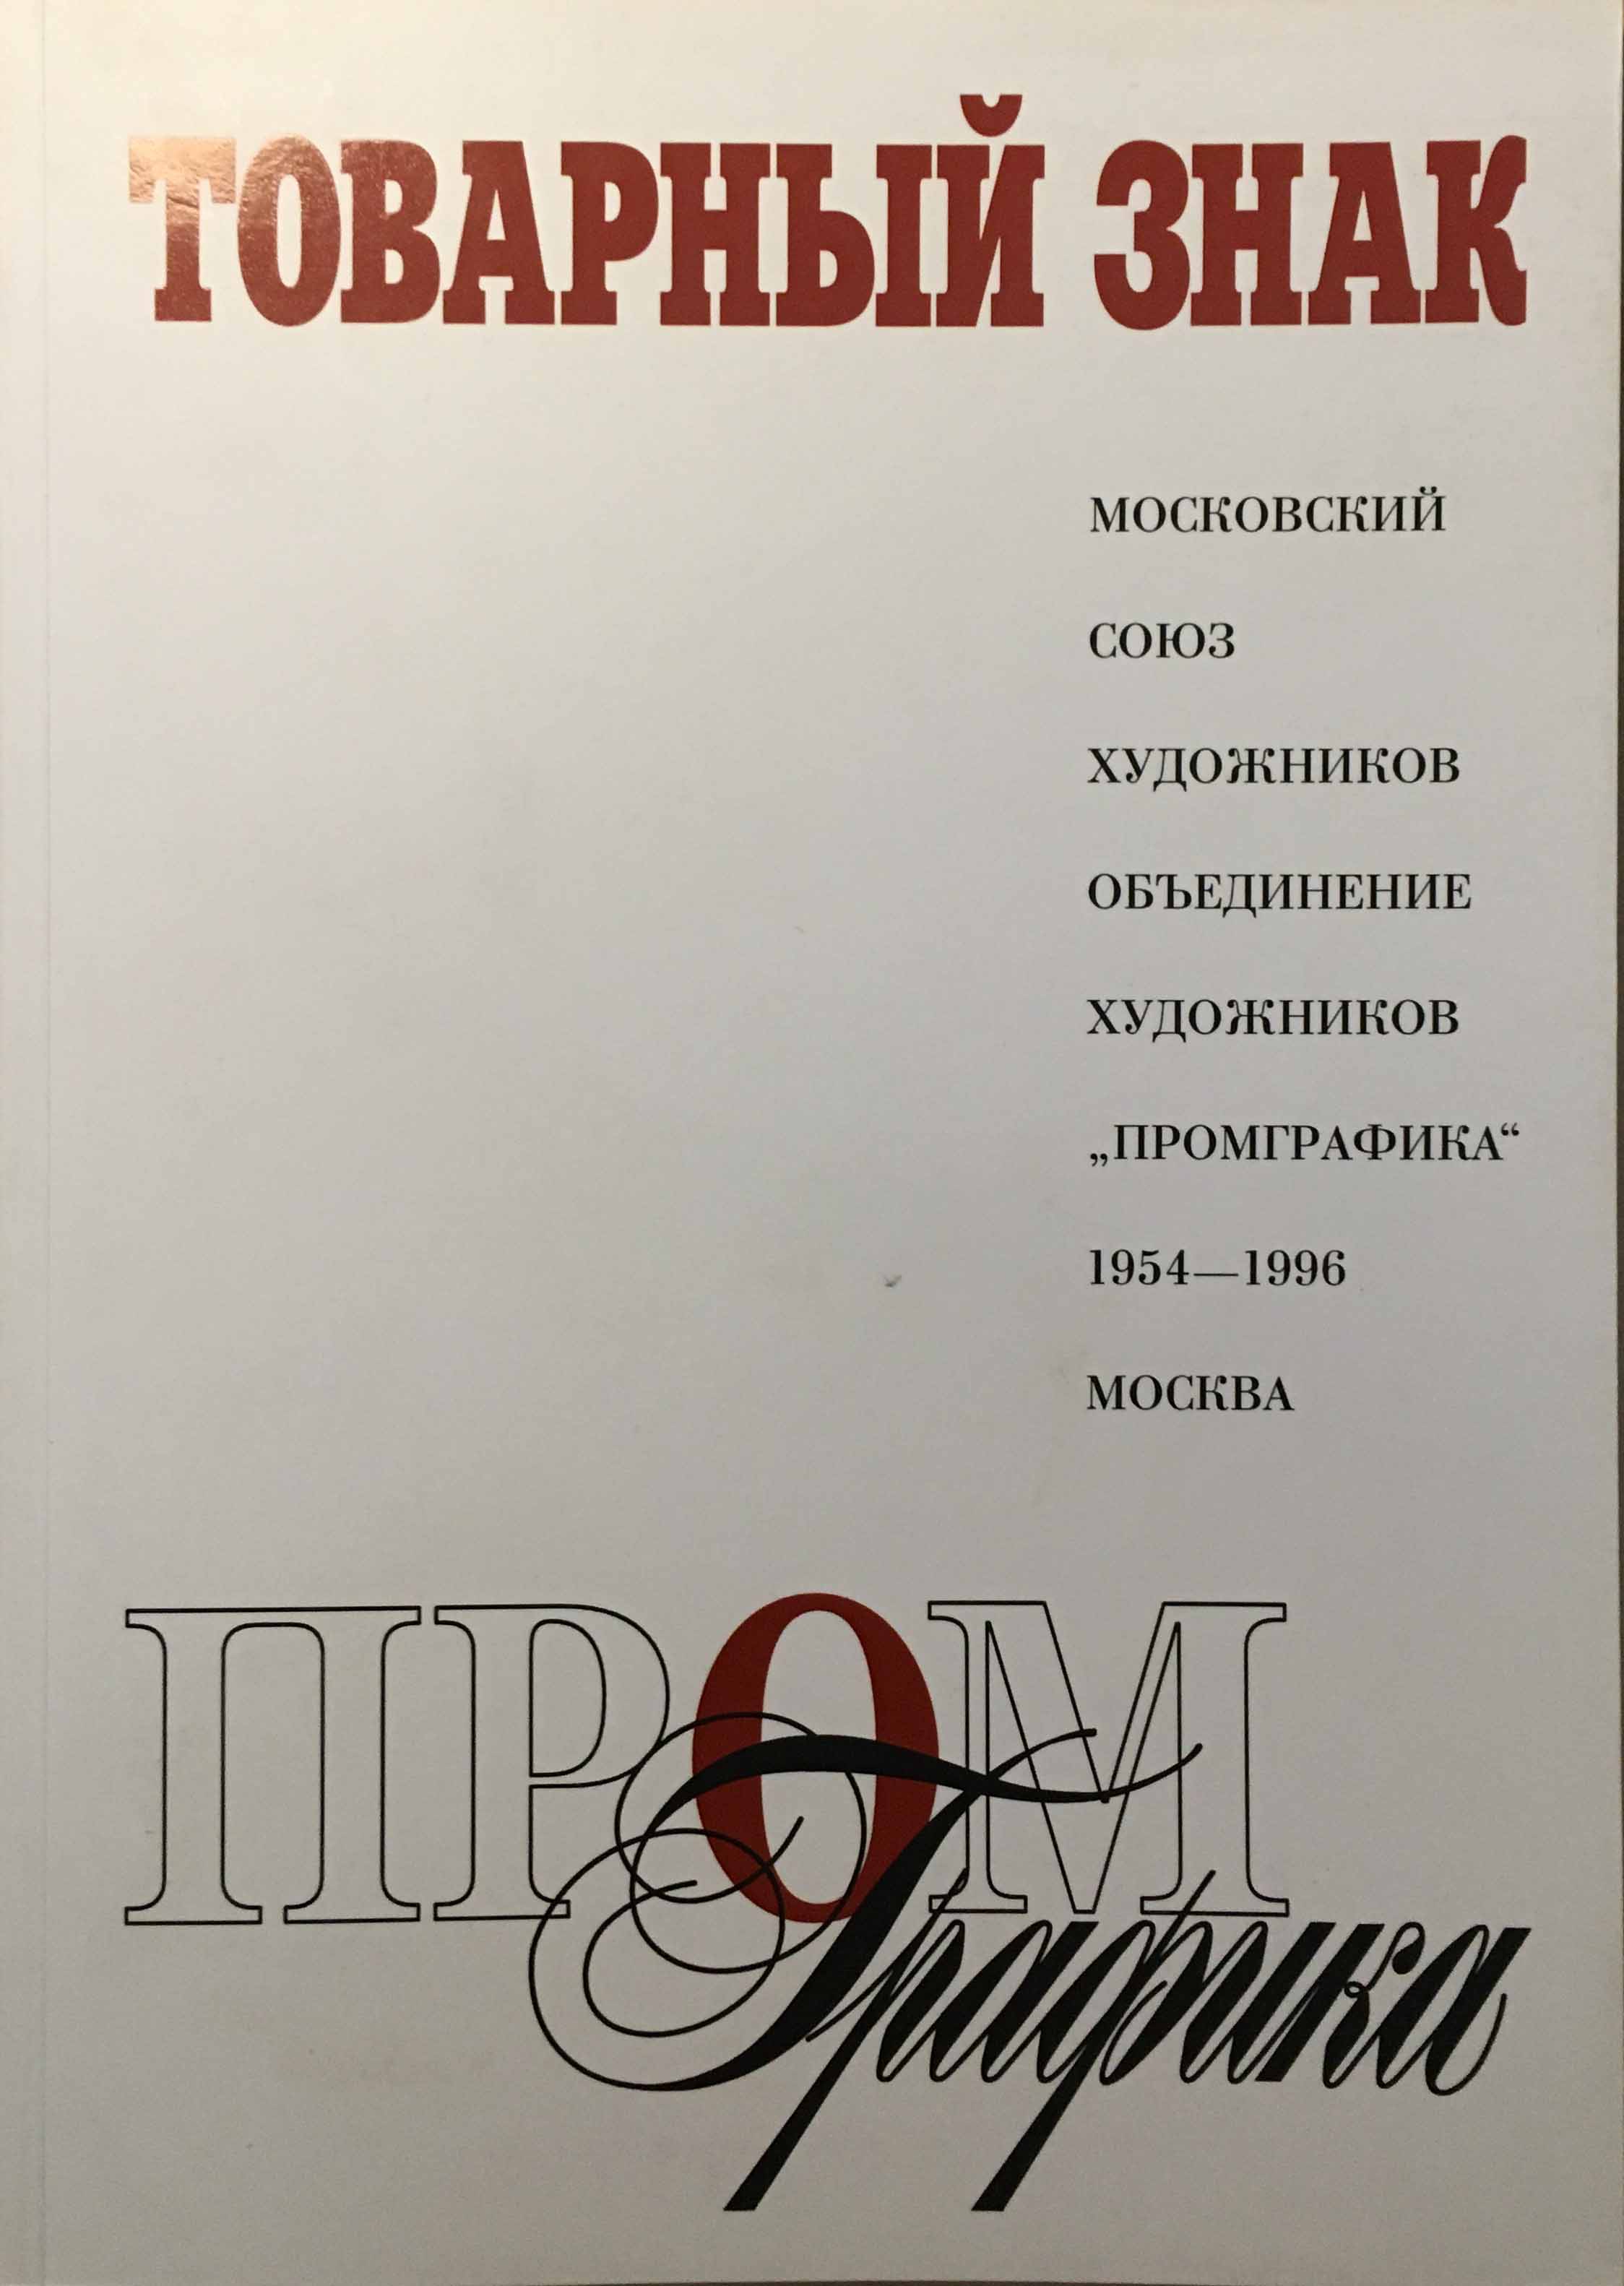 ТОВАРНЫЙ ЗНАК
МОСКОВСКИЙ
СОЮЗ
ХУДОЖНИКОВ
ОБЪЕДИНЕНИЕ
ХУДОЖНИКОВ
„ПРОМГРАФИКА“
1954—1996
МОСКВА
ПРОМ
Графика